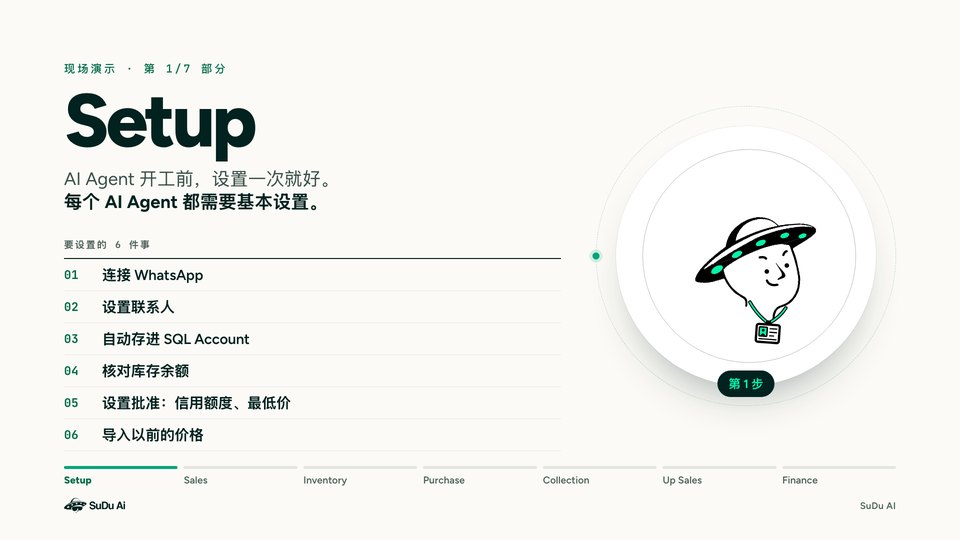 现场演示 · 第 1/7 部分
Setup
AI Agent 开工前，设置一次就好。
每个 AI Agent 都需要基本设置。
要设置的 6 件事
01 连接 WhatsApp
02 设置联系人
03 自动存进 SQL Account
04 核对库存余额
05 设置批准：信用额度、最低价
06 导入以前的价格
第 1 步
Setup Sales Inventory Purchase Collection Up Sales Finance
SuDu Ai
SuDu AI